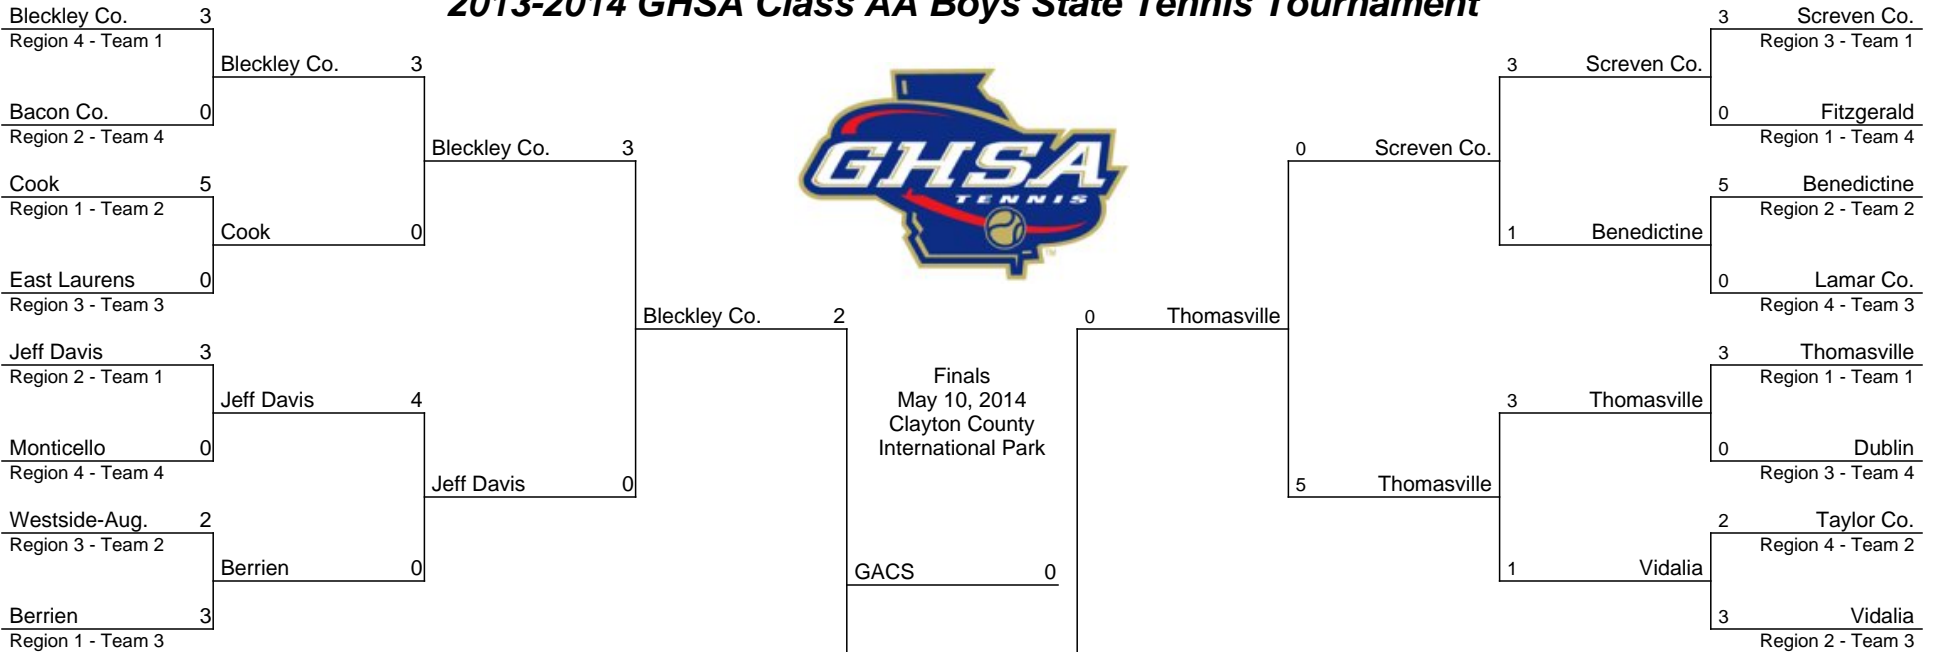 2013-2014 GHSA Class AA Boys State Tennis Tournament
Bleckley Co. 3
Region 4 - Team 1
Bacon Co. 0
Region 2 - Team 4
Cook 5
Region 1 - Team 2
East Laurens 0
Region 3 - Team 3
Jeff Davis 3
Region 2 - Team 1
Monticello 0
Region 4 - Team 4
Westside-Aug. 2
Region 3 - Team 2
Berrien 3
Region 1 - Team 3
Bleckley Co. 3
Cook 0
Jeff Davis 4
Berrien 0
Bleckley Co. 3
Jeff Davis 0
Bleckley Co. 2
GHSA
TENNIS
TM
Finals
May 10, 2014
Clayton County
International Park
GACS 0
0 Thomasville
0 Screven Co.
5 Thomasville
3 Screven Co.
1 Benedictine
3 Thomasville
1 Vidalia
3 Screven Co.
Region 3 - Team 1
0 Fitzgerald
Region 1 - Team 4
5 Benedictine
Region 2 - Team 2
0 Lamar Co.
Region 4 - Team 3
3 Thomasville
Region 1 - Team 1
0 Dublin
Region 3 - Team 4
2 Taylor Co.
Region 4 - Team 2
3 Vidalia
Region 2 - Team 3